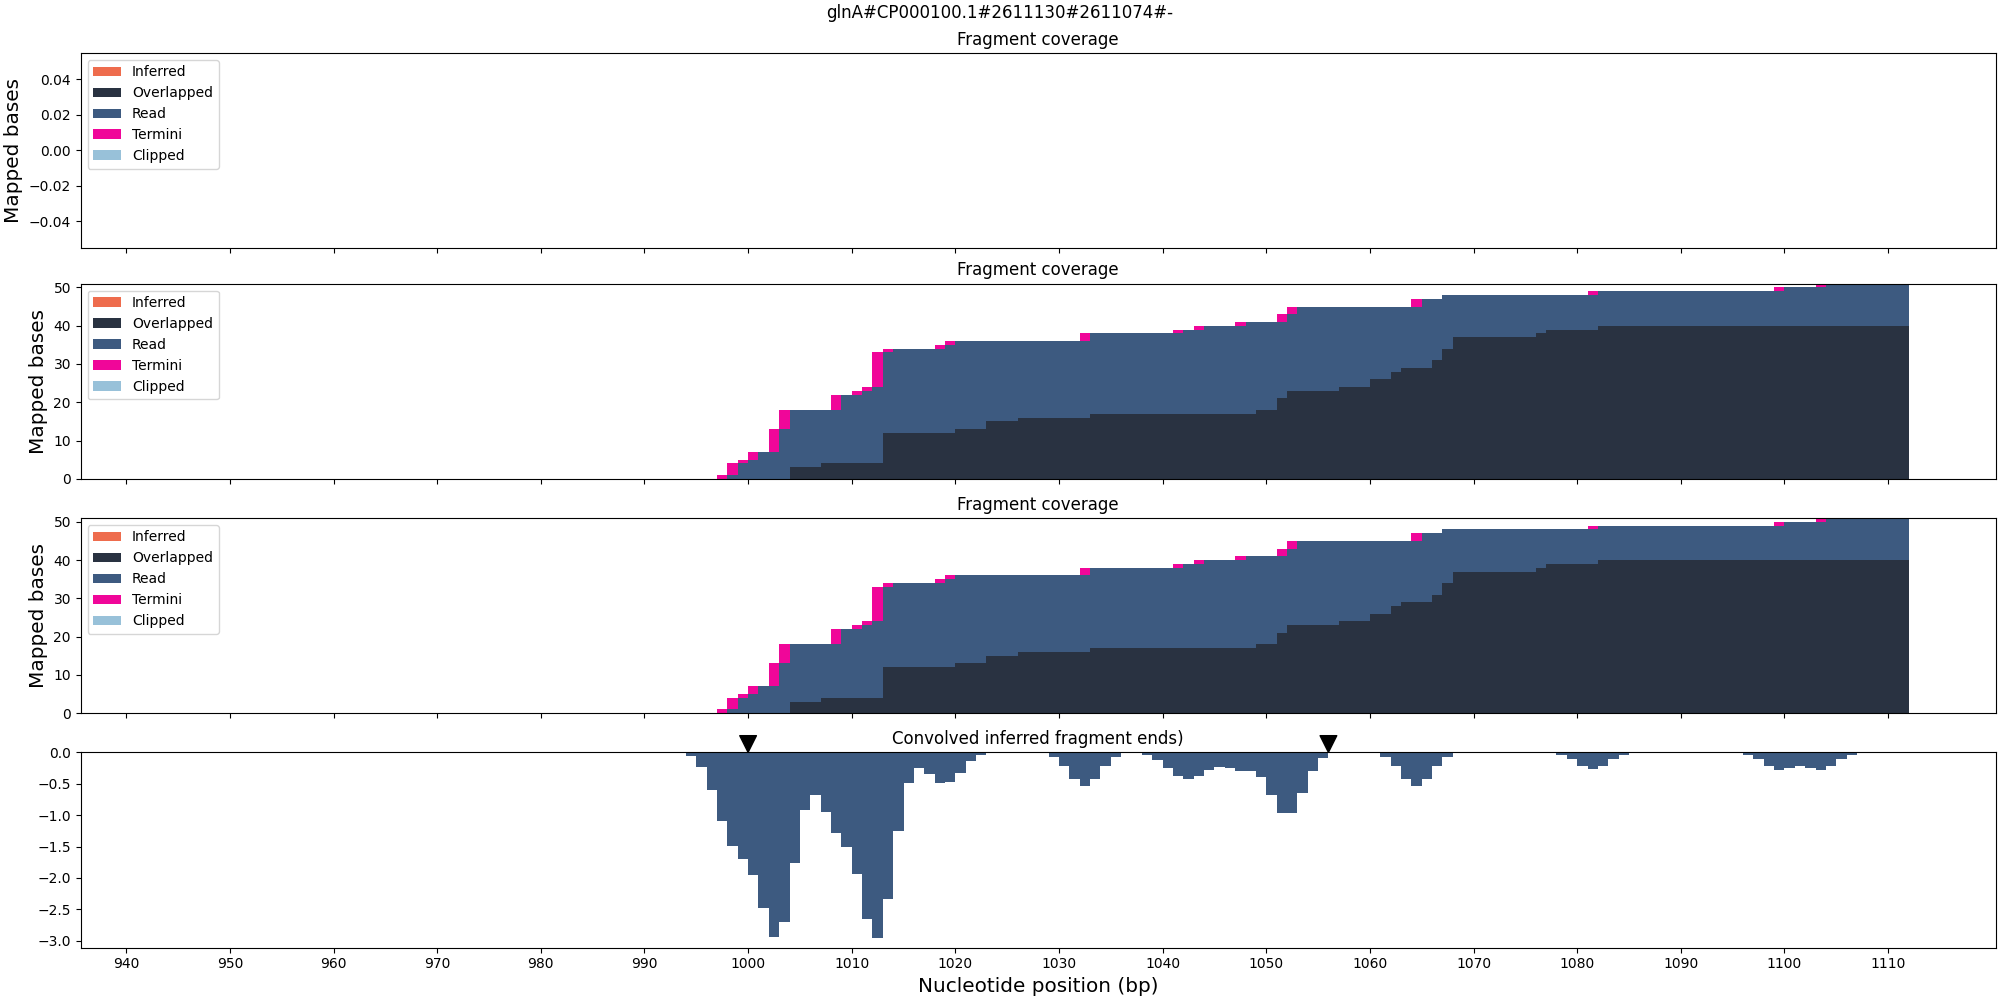 glnA#CP000100.1#2611130#2611074#-
Fragment coverage
Mapped bases
0.04
0.02
0.00
−0.02
−0.04
Inferred
Overlapped
Read
Termini
Clipped
Fragment coverage
Mapped bases
50
40
30
20
10
0
Inferred
Overlapped
Read
Termini
Clipped
Fragment coverage
Mapped bases
50
40
30
20
10
0
Inferred
Overlapped
Read
Termini
Clipped
Convolved inferred fragment ends)
0.0
−0.5
−1.0
−1.5
−2.0
−2.5
−3.0
940 950 960 970 980 990 1000 1010 1020 1030 1040 1050 1060 1070 1080 1090 1100 1110
Nucleotide position (bp)